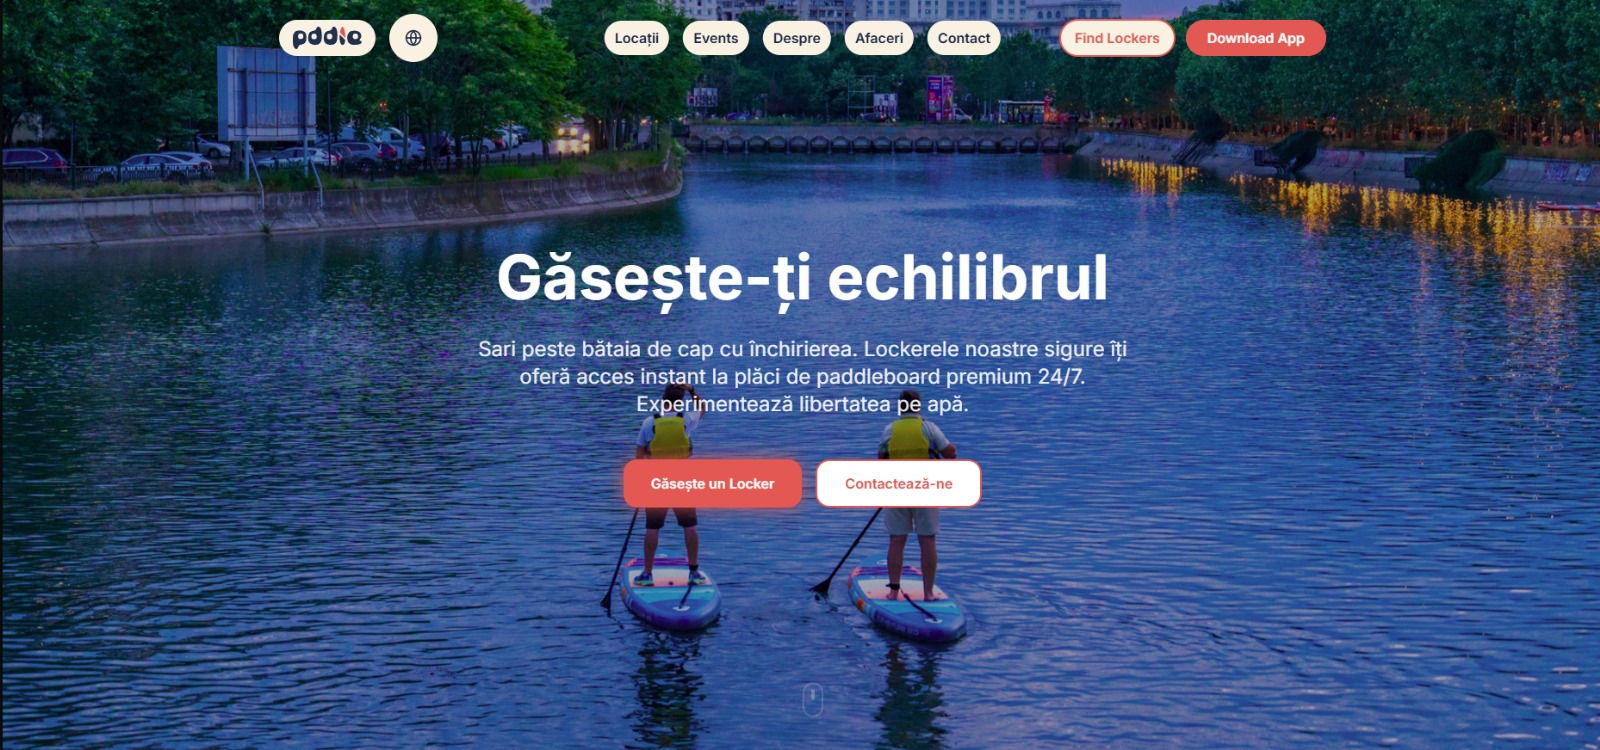 pddle
Locații
Events
Despre
Afaceri
Contact
Find Lockers
Download App
Găsește-ți echilibrul
Sari peste bătaia de cap cu închirierea. Lockerele noastre sigure îți
oferă acces instant la plăci de paddleboard premium 24/7.
Experimentează libertatea pe apă.
Găsește un Locker
Contactează-ne